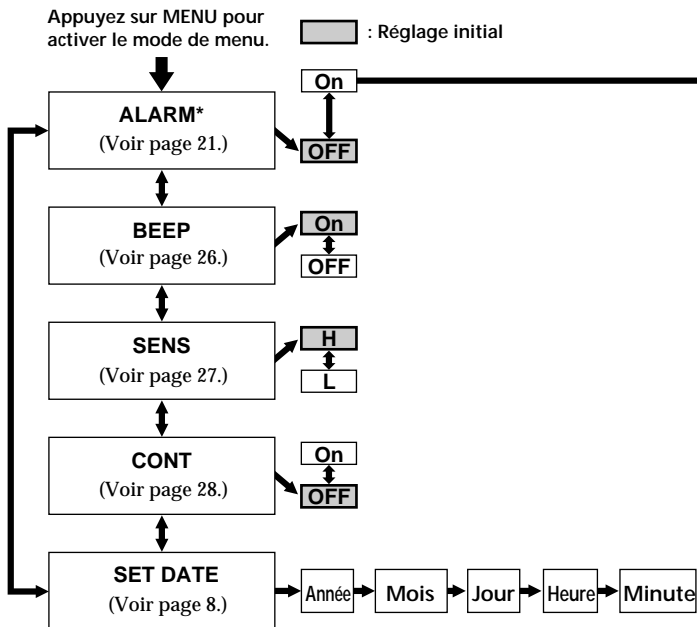 Appuyez sur MENU pour
activer le mode de menu.
: Réglage initial
ALARM*
(Voir page 21.)
On
OFF
BEEP
(Voir page 26.)
On
OFF
SENS
(Voir page 27.)
H
L
CONT
(Voir page 28.)
On
OFF
SET DATE
(Voir page 8.)
Année
Mois
Jour
Heure
Minute